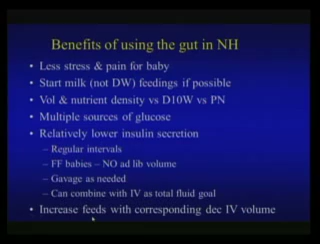 Benefits of using the gut in NH
• Less stress & pain for baby
• Start milk (not DW) feedings if possible
• Vol & nutrient density vs D10W vs PN
• Multiple sources of glucose
• Relatively lower insulin secretion
– Regular intervals
– FF babies – NO ad lib volume
– Gavage as needed
– Can combine with IV as total fluid goal
• Increase feeds with corresponding dec IV volume